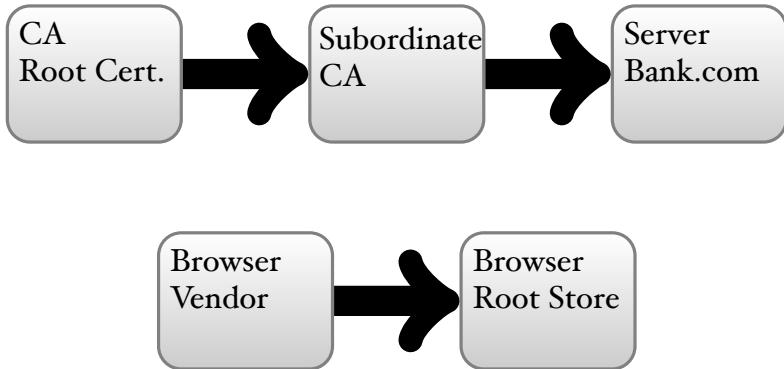 CA
Root Cert.
Subordinate
CA
Server
Bank.com
Browser
Vendor
Browser
Root Store